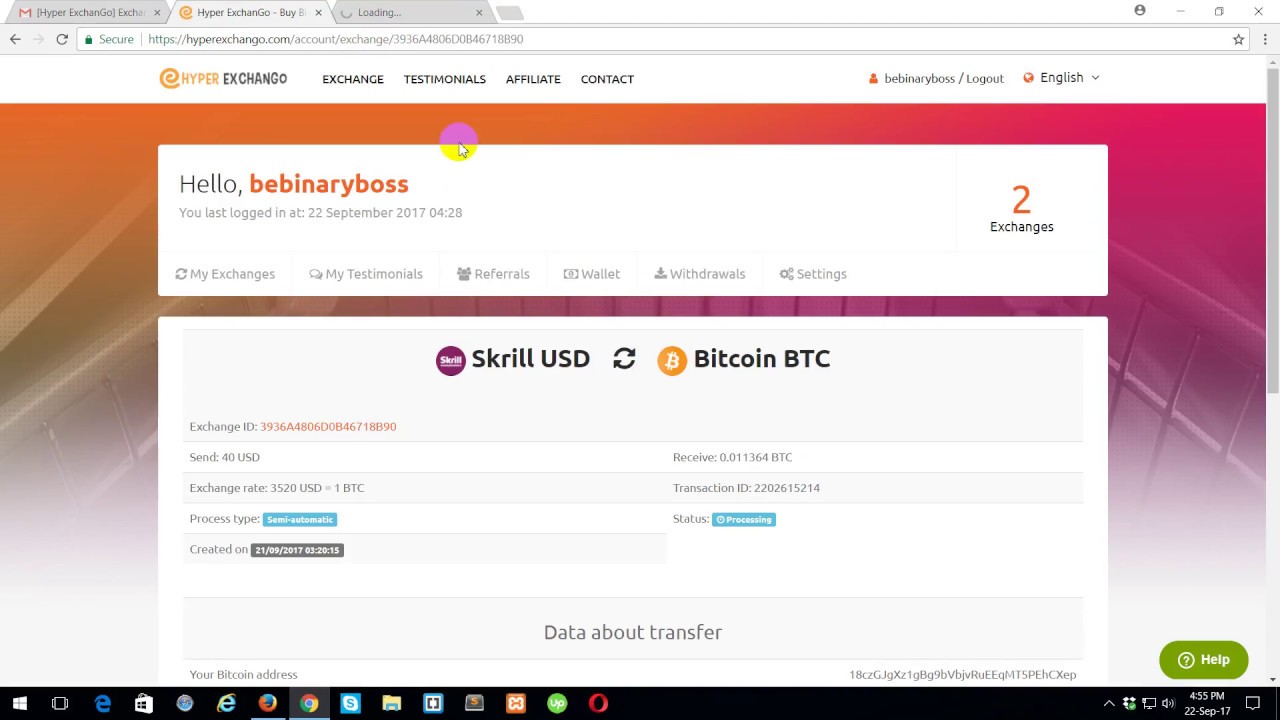 [Hyper ExchanGo] Exchan
Hyper ExchanGo - Buy Bi
Loading...
Secure
https://hyperexchango.com/account/exchange/3936A4806D0B46718B90
HYPER EXCHANGO
EXCHANGE
TESTIMONIALS
AFFILIATE
CONTACT
bebinaryboss / Logout
English
Hello, bebinaryboss
You last logged in at: 22 September 2017 04:28
2
Exchanges
My Exchanges
My Testimonials
Referrals
Wallet
Withdrawals
Settings
Skrill
Skrill USD
Bitcoin BTC
Exchange ID: 3936A4806D0B46718B90
Send: 40 USD
Receive: 0.011364 BTC
Exchange rate: 3520 USD = 1 BTC
Transaction ID: 2202615214
Process type: Semi-automatic
Status: Processing
Created on 21/09/2017 03:20:15
Data about transfer
Your Bitcoin address
18czGJgXz1gBg9bVbjvRuEEqMT5PEhCXep
Help
4:55 PM
22-Sep-17